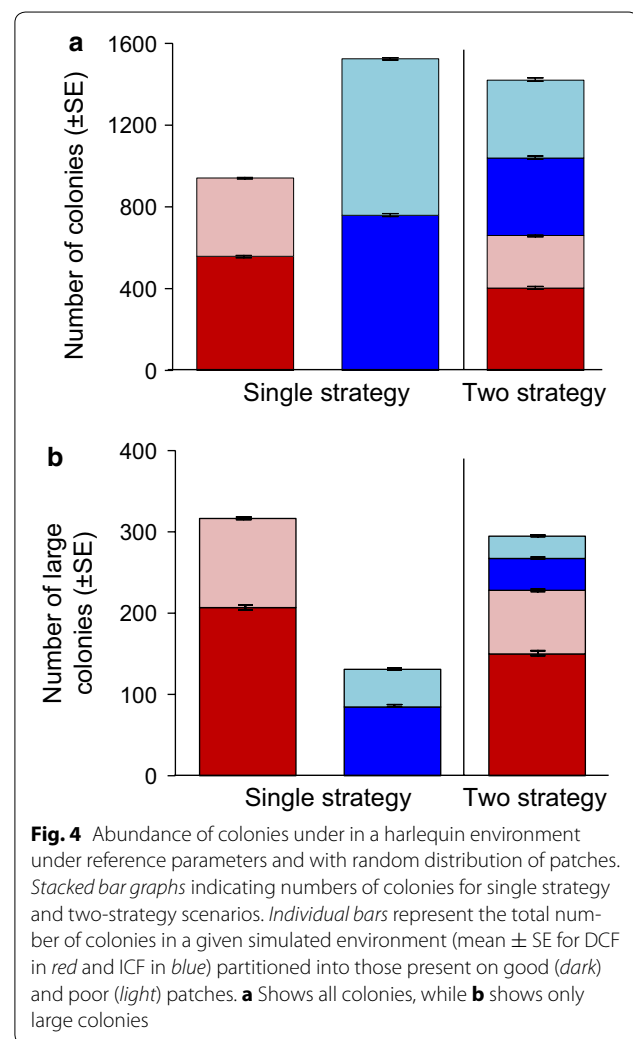 a
1600
1200
800
400
0
Number of colonies (±SE)
Single strategy Two strategy
b
400
300
200
100
0
Number of large
colonies (±SE)
Single strategy Two strategy
Fig. 4 Abundance of colonies under in a harlequin environment
under reference parameters and with random distribution of patches.
Stacked bar graphs indicating numbers of colonies for single strategy
and two-strategy scenarios. Individual bars represent the total num-
ber of colonies in a given simulated environment (mean ± SE for DCF
in red and ICF in blue) partitioned into those present on good (dark)
and poor (light) patches. a Shows all colonies, while b shows only
large colonies